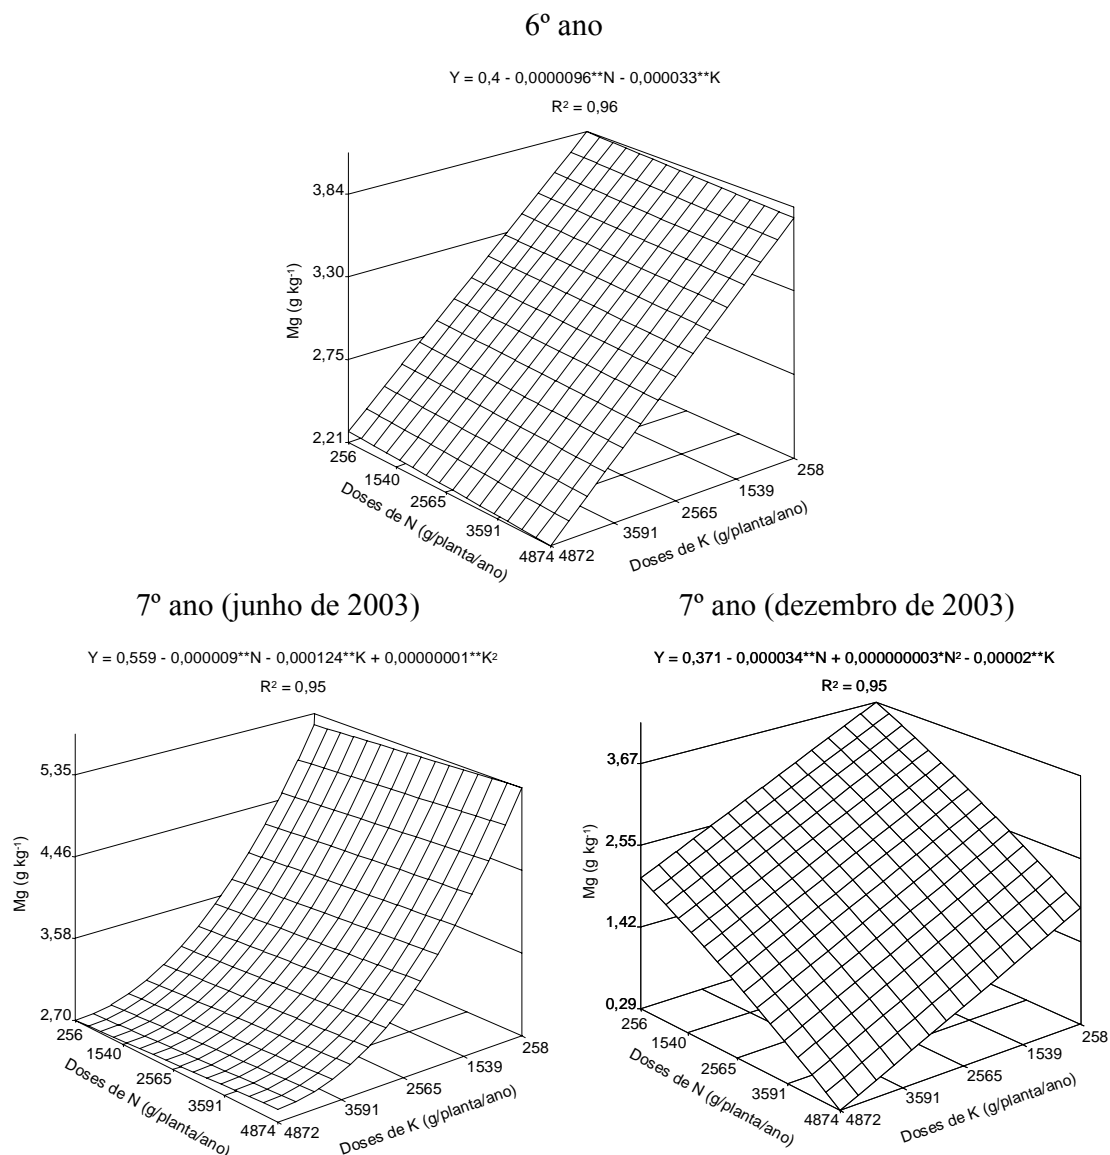 6º ano
Y = 0,4 - 0,0000096**N - 0,000033**K
R² = 0,96
3,84
3,30
2,75
2,21
Mg (g kg⁻¹)
256
1540
2565
3591
4874
Doses de N (g/planta/ano)
4872
3591
2565
1539
258
Doses de K (g/planta/ano)
7º ano (junho de 2003)
Y = 0,559 - 0,000009**N - 0,000124**K + 0,00000001**K²
R² = 0,95
5,35
4,46
3,58
2,70
Mg (g kg⁻¹)
256
1540
2565
3591
4874
Doses de N (g/planta/ano)
4872
3591
2565
1539
258
Doses de K (g/planta/ano)
7º ano (dezembro de 2003)
Y = 0,371 - 0,000034**N + 0,000000003*N² - 0,00002**K
R² = 0,95
3,67
2,55
1,42
0,29
Mg (g kg⁻¹)
256
1540
2565
3591
4874
Doses de N (g/planta/ano)
4872
3591
2565
1539
258
Doses de K (g/planta/ano)